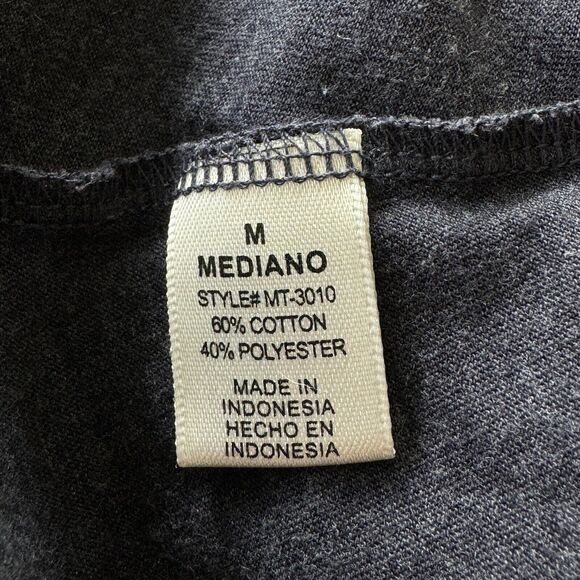 M
MEDIANO
STYLE# MT-3010
60% COTTON
40% POLYESTER
MADE IN
INDONESIA
HECHO EN
INDONESIA